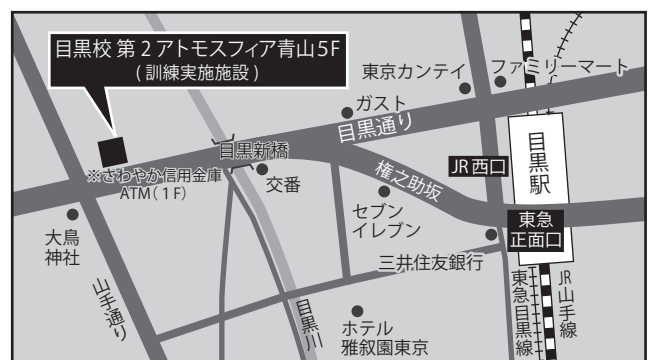 目黒校 第2アトモスフィア青山5F
(訓練実施施設)
東京カンテイ
ファミリーマート
ガスト
目黒通り
目黒新橋
※さわやか信用金庫
ATM(1F)
交番
権之助坂
JR西口
目黒駅
セブン
イレブン
東急
正面口
大鳥
神社
三井住友銀行
山手通り
目黒川
ホテル
雅叙園東京
東急目黒線
JR山手線